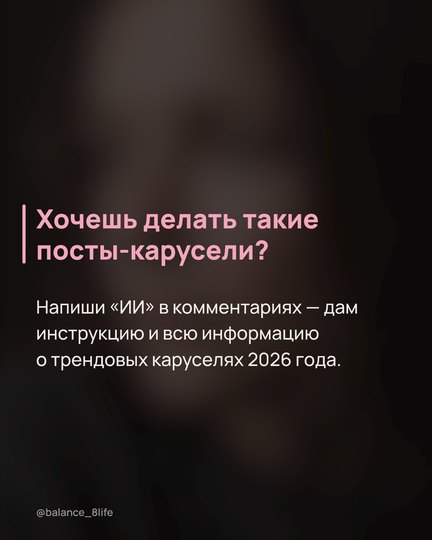 Хочешь делать такие
посты-карусели?
Напиши «ИИ» в комментариях — дам
инструкцию и всю информацию
о трендовых каруселях 2026 года.
@balance_8life